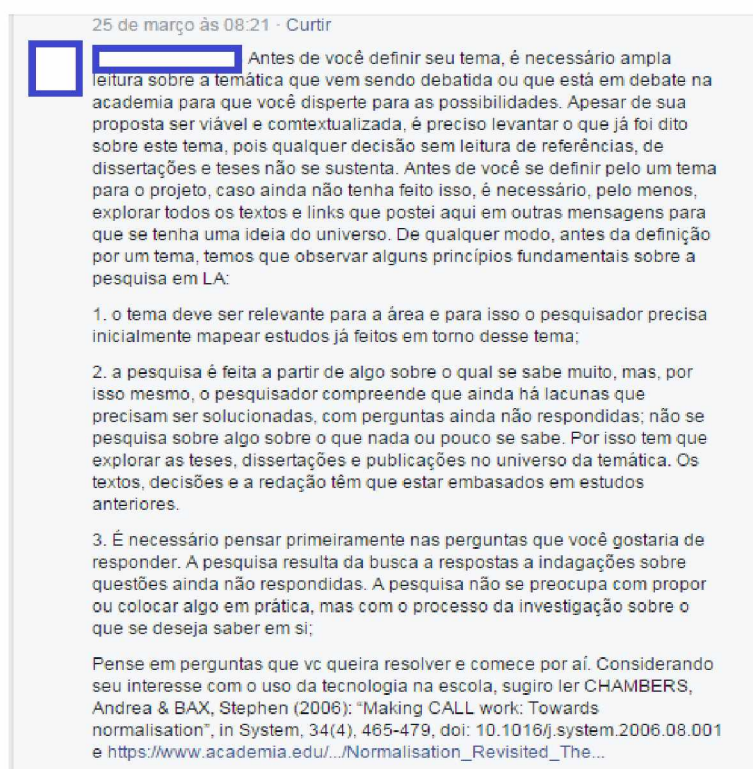 25 de março às 08:21 · Curtir
Antes de você definir seu tema, é necessário ampla
leitura sobre a temática que vem sendo debatida ou que está em debate na
academia para que você disperte para as possibilidades. Apesar de sua
proposta ser viável e comtextualizada, é preciso levantar o que já foi dito
sobre este tema, pois qualquer decisão sem leitura de referências, de
dissertações e teses não se sustenta. Antes de você se definir pelo um tema
para o projeto, caso ainda não tenha feito isso, é necessário, pelo menos,
explorar todos os textos e links que postei aqui em outras mensagens para
que se tenha uma ideia do universo. De qualquer modo, antes da definição
por um tema, temos que observar alguns princípios fundamentais sobre a
pesquisa em LA:
1. o tema deve ser relevante para a área e para isso o pesquisador precisa
inicialmente mapear estudos já feitos em torno desse tema;
2. a pesquisa é feita a partir de algo sobre o qual se sabe muito, mas, por
isso mesmo, o pesquisador compreende que ainda há lacunas que
precisam ser solucionadas, com perguntas ainda não respondidas; não se
pesquisa sobre algo sobre o que nada ou pouco se sabe. Por isso tem que
explorar as teses, dissertações e publicações no universo da temática. Os
textos, decisões e a redação têm que estar embasados em estudos
anteriores.
3. É necessário pensar primeiramente nas perguntas que você gostaria de
responder. A pesquisa resulta da busca a respostas a indagações sobre
questões ainda não respondidas. A pesquisa não se preocupa com propor
ou colocar algo em prática, mas com o processo da investigação sobre o
que se deseja saber em si;
Pense em perguntas que vc queira resolver e comece por aí. Considerando
seu interesse com o uso da tecnologia na escola, sugiro ler CHAMBERS,
Andrea & BAX, Stephen (2006): “Making CALL work: Towards
normalisation”, in System, 34(4), 465-479, doi: 10.1016/j.system.2006.08.001
e https://www.academia.edu/.../Normalisation_Revisited_The...